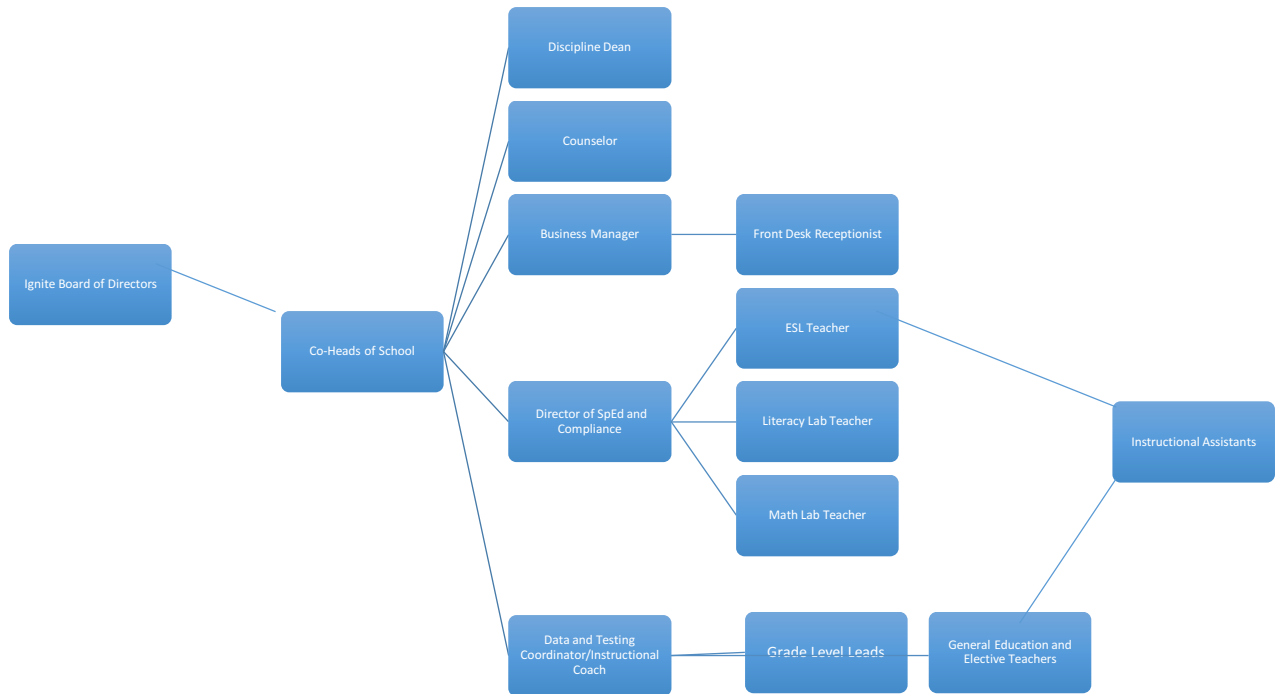 Discipline Dean
Counselor
Business Manager
Front Desk Receptionist
Ignite Board of Directors
ESL Teacher
Co-Heads of School
Director of SpEd and
Compliance
Literacy Lab Teacher
Instructional Assistants
Math Lab Teacher
Data and Testing
Coordinator/Instructional
Coach
Grade Level Leads
General Education and
Elective Teachers